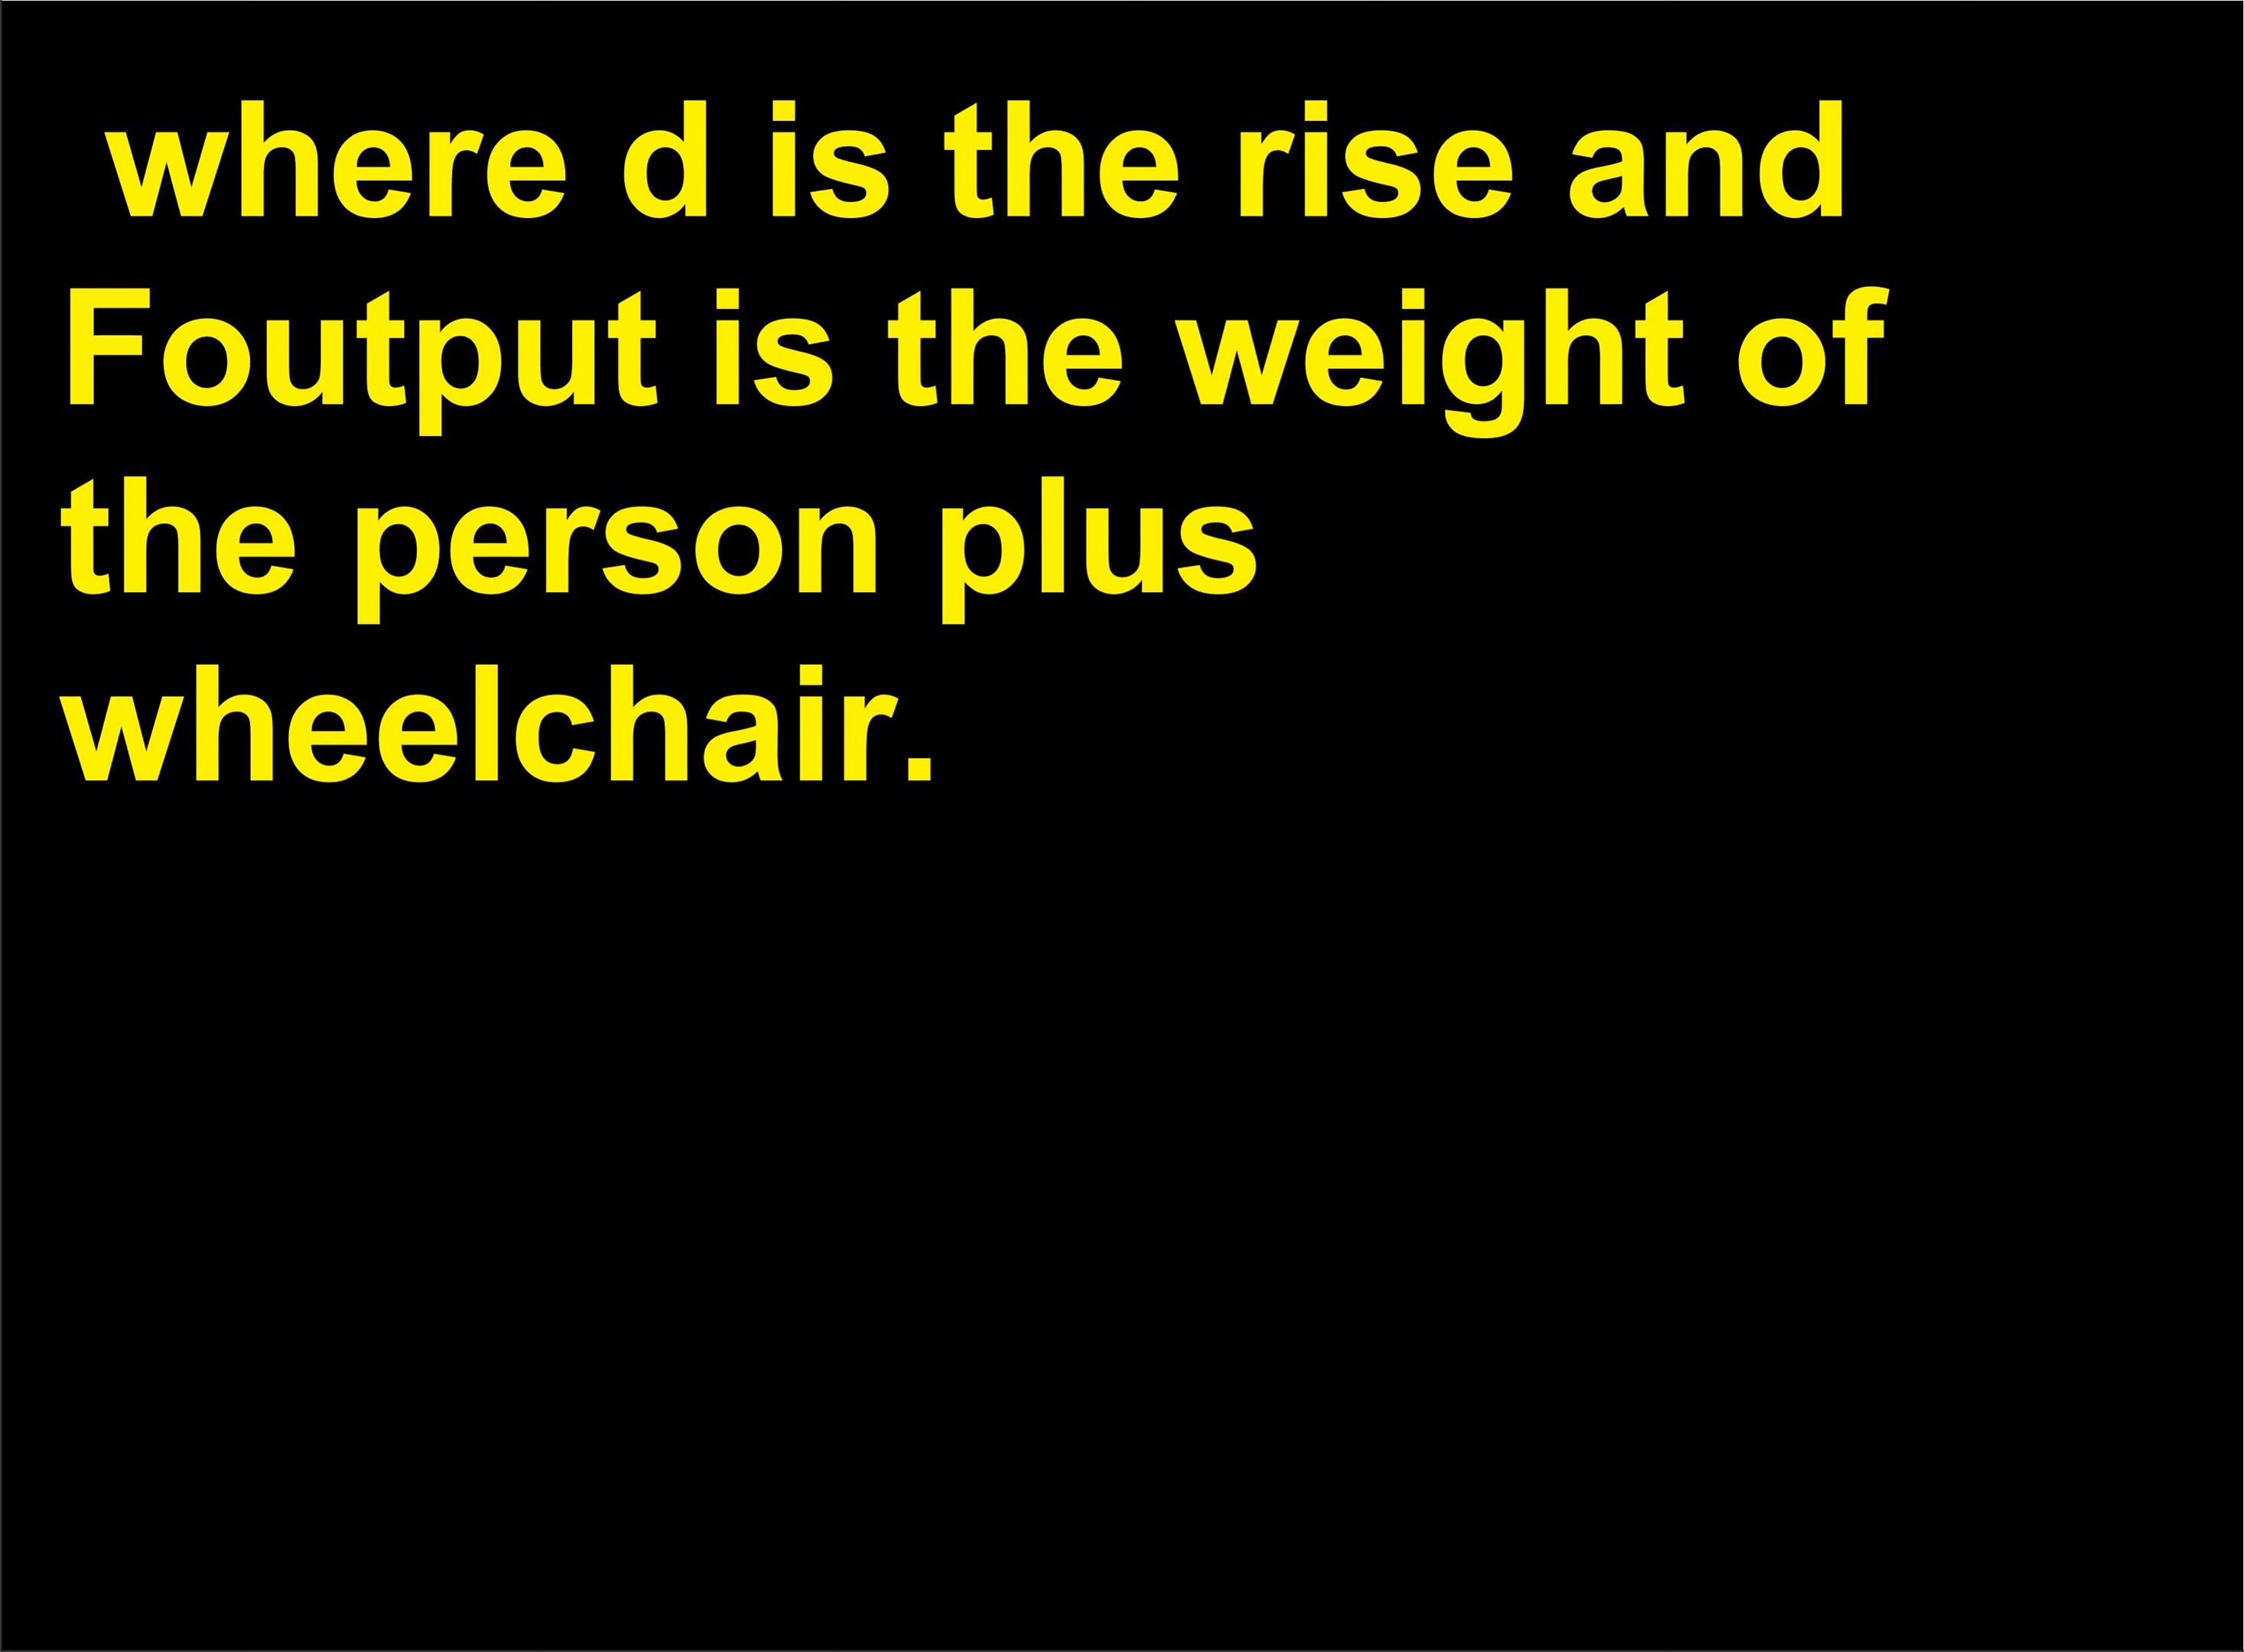 where d is the rise and
Foutput is the weight of
the person plus
wheelchair.